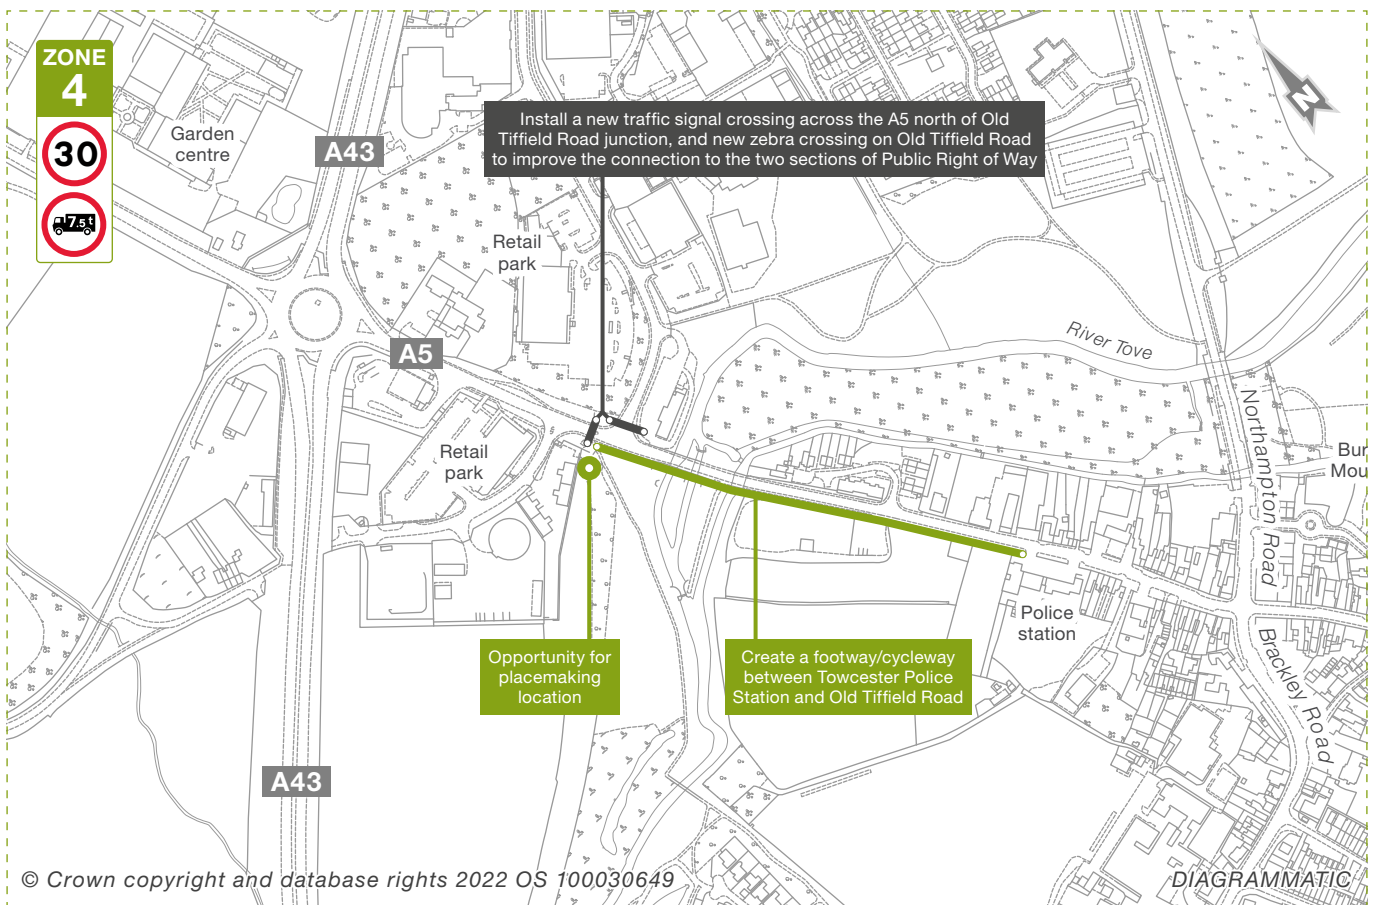 ZONE
4
30
7.5t
Garden
centre
A43
Install a new traffic signal crossing across the A5 north of Old
Tiffield Road junction, and new zebra crossing on Old Tiffield Road
to improve the connection to the two sections of Public Right of Way
N
Retail
park
A5
River Tove
Retail
park
Northampton Road
Bur
Mou
Police
station
Brackley Road
Opportunity for
placemaking
location
Create a footway/cycleway
between Towcester Police
Station and Old Tiffield Road
A43
© Crown copyright and database rights 2022 OS 100030649
DIAGRAMMATIC